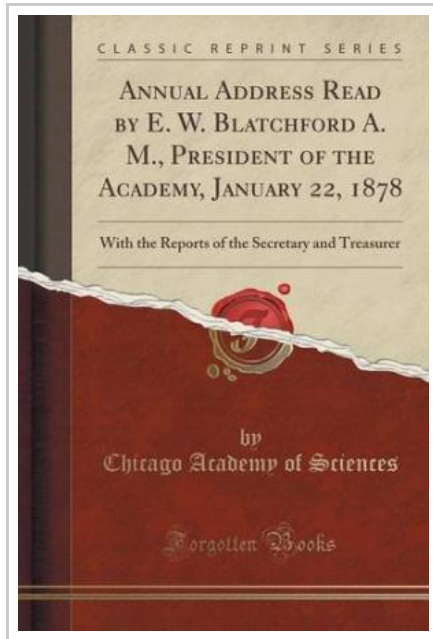 CLASSIC REPRINT SERIES
ANNUAL ADDRESS READ
BY E. W. BLATCHFORD A.
M., PRESIDENT OF THE
ACADEMY, JANUARY 22, 1878
With the Reports of the Secretary and Treasurer
by
Chicago Academy of Sciences
Forgotten Books